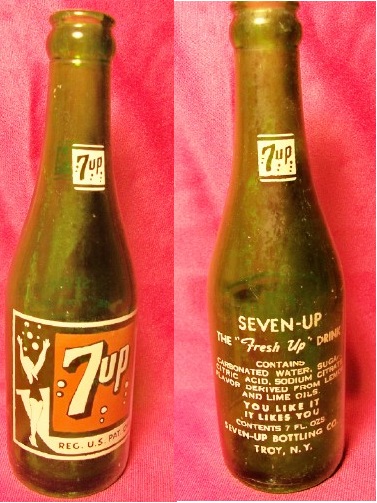 7up
7up
REG. U.S. PAT.
7up
SEVEN-UP
THE "Fresh Up" DRINK
CONTAINS
CARBONATED WATER, SUGAR
CITRIC ACID, SODIUM CITRATE
FLAVOR DERIVED FROM LEMON
AND LIME OILS.
YOU LIKE IT
IT LIKES YOU
CONTENTS 7 FL. OZS
SEVEN-UP BOTTLING CO
TROY, N.Y.